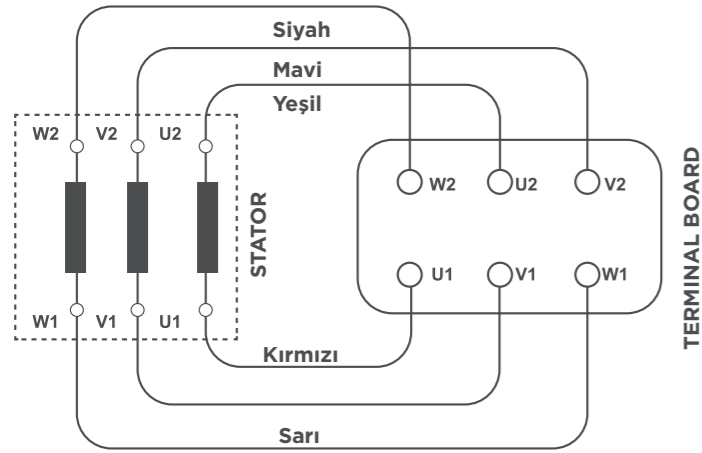 Siyah
Mavi
Yeşil
W2 V2 U2
W2 U2 V2
STATOR
TERMINAL BOARD
U1 V1 W1
W1 V1 U1
Kırmızı
Sarı